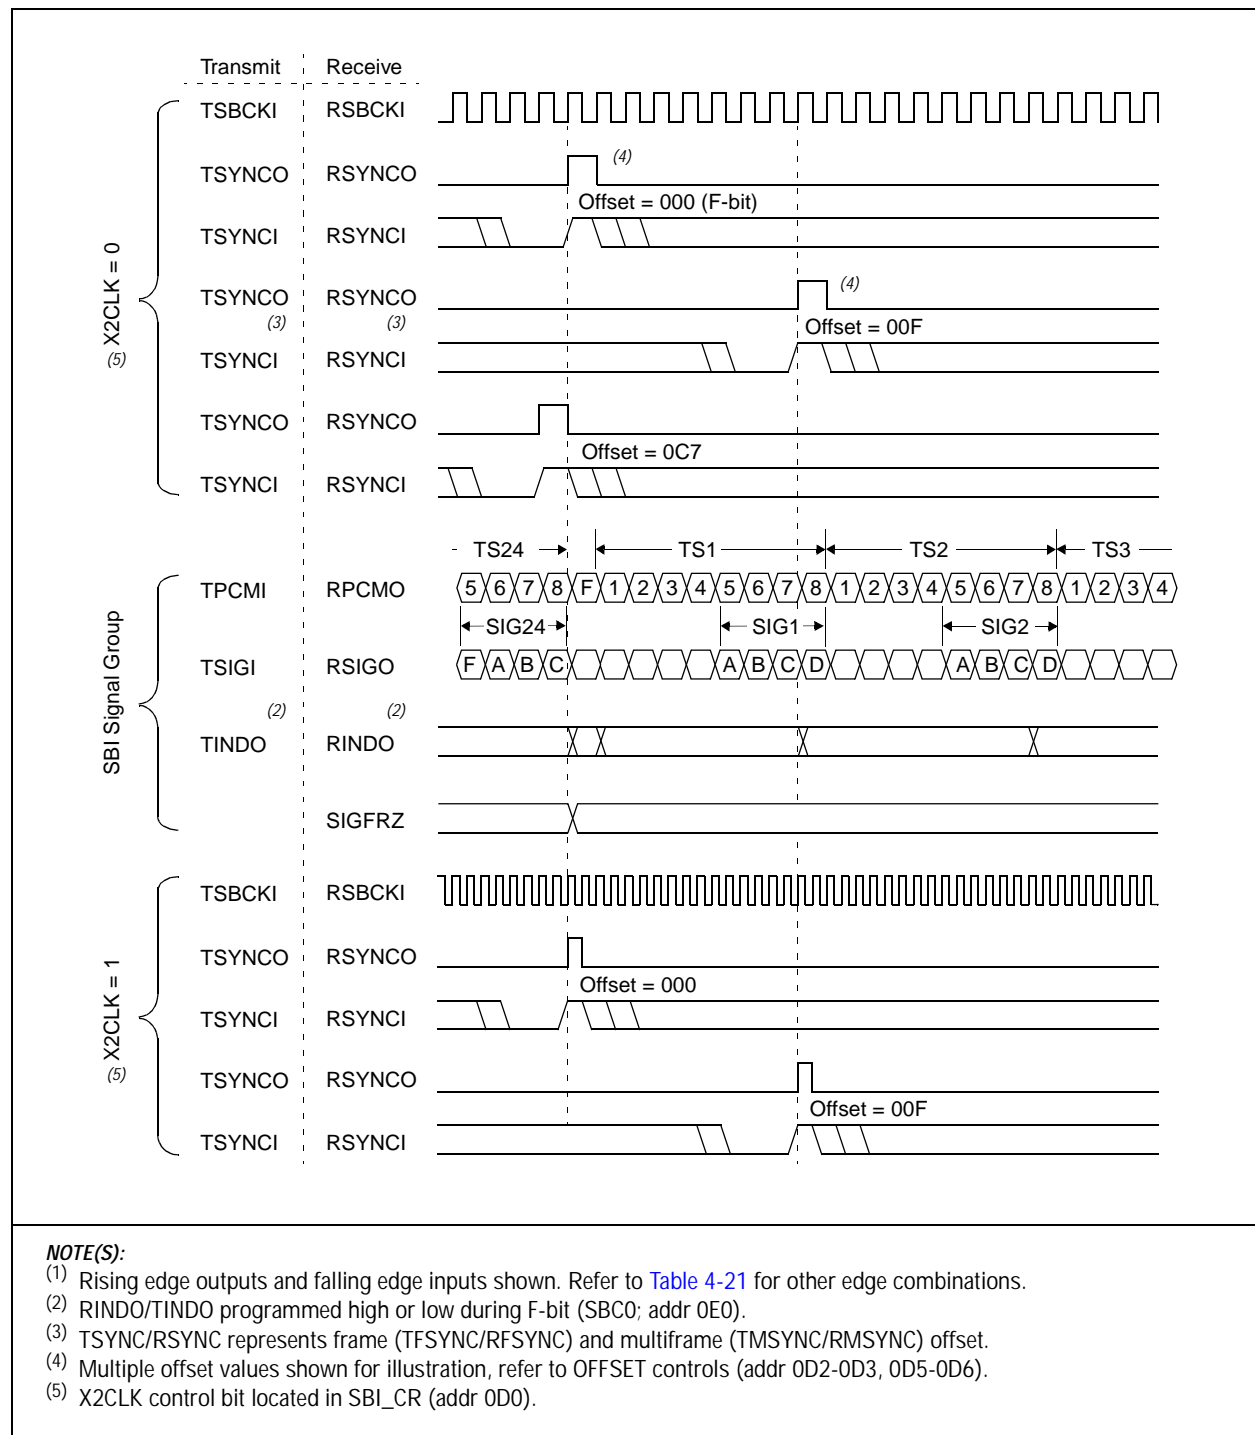 Transmit Receive
TSBCKI RSBCKI
TSYNCO RSYNCO (4)
Offset = 000 (F-bit)
TSYNCI RSYNCI
X2CLK = 0
(5)
TSYNCO RSYNCO (4)
(3) (3) Offset = 00F
TSYNCI RSYNCI
TSYNCO RSYNCO
Offset = 0C7
TSYNCI RSYNCI
TS24 TS1 TS2 TS3
TPCMI RPCMO 5 6 7 8 F 1 2 3 4 5 6 7 8 1 2 3 4 5 6 7 8 1 2 3 4
SIG24 SIG1 SIG2
TSIGI RSIGO F A B C A B C D A B C D
(2) (2)
TINDO RINDO
SBI Signal Group
SIGFRZ
TSBCKI RSBCKI
TSYNCO RSYNCO
Offset = 000
TSYNCI RSYNCI
X2CLK = 1
(5)
TSYNCO RSYNCO
Offset = 00F
TSYNCI RSYNCI
NOTE(S):
(1) Rising edge outputs and falling edge inputs shown. Refer to Table 4-21 for other edge combinations.
(2) RINDO/TINDO programmed high or low during F-bit (SBC0; addr 0E0).
(3) TSYNC/RSYNC represents frame (TFSYNC/RFSYNC) and multiframe (TMSYNC/RMSYNC) offset.
(4) Multiple offset values shown for illustration, refer to OFFSET controls (addr 0D2-0D3, 0D5-0D6).
(5) X2CLK control bit located in SBI_CR (addr 0D0).